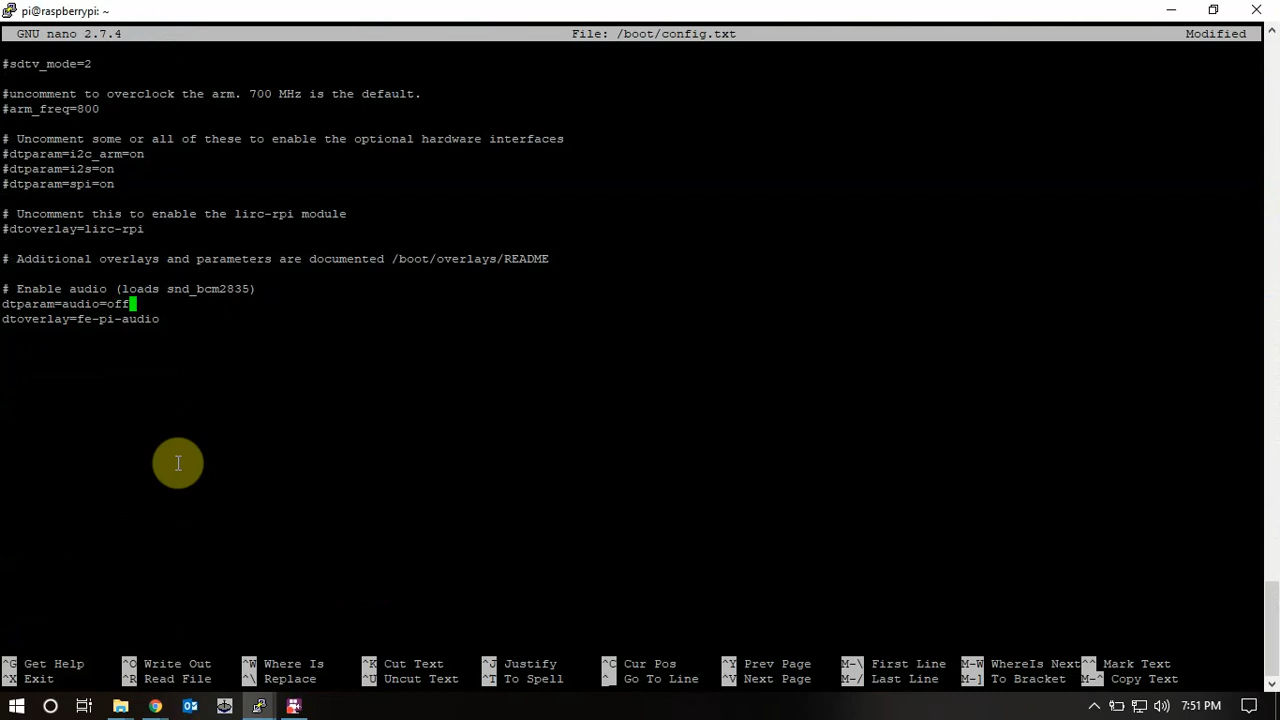 pi@raspberrypi: ~
GNU nano 2.7.4 File: /boot/config.txt Modified
#sdtv_mode=2
#uncomment to overclock the arm. 700 MHz is the default.
#arm_freq=800
# Uncomment some or all of these to enable the optional hardware interfaces
#dtparam=i2c_arm=on
#dtparam=i2s=on
#dtparam=spi=on
# Uncomment this to enable the lirc-rpi module
#dtoverlay=lirc-rpi
# Additional overlays and parameters are documented /boot/overlays/README
# Enable audio (loads snd_bcm2835)
dtparam=audio=off
dtoverlay=fe-pi-audio
^G Get Help ^O Write Out ^W Where Is ^K Cut Text ^J Justify ^C Cur Pos ^Y Prev Page M-\ First Line M-W WhereIs Next ^^ Mark Text
^X Exit ^R Read File ^\ Replace ^U Uncut Text ^T To Spell ^_ Go To Line ^V Next Page M-/ Last Line M-] To Bracket M-^ Copy Text
7:51 PM